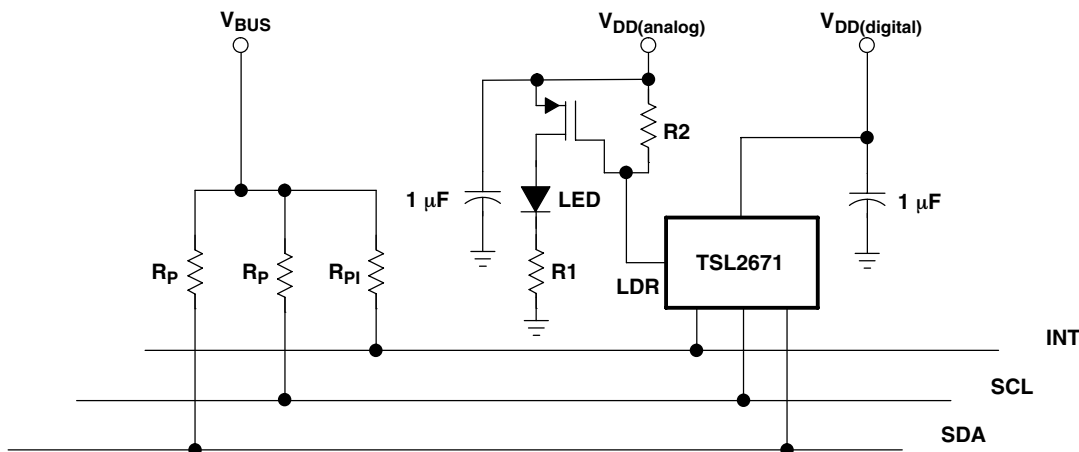 VBUS
VDD(analog)
VDD(digital)
R2
1 μF
LED
1 μF
TSL2671
RP
RP
RPI
R1
LDR
INT
SCL
SDA